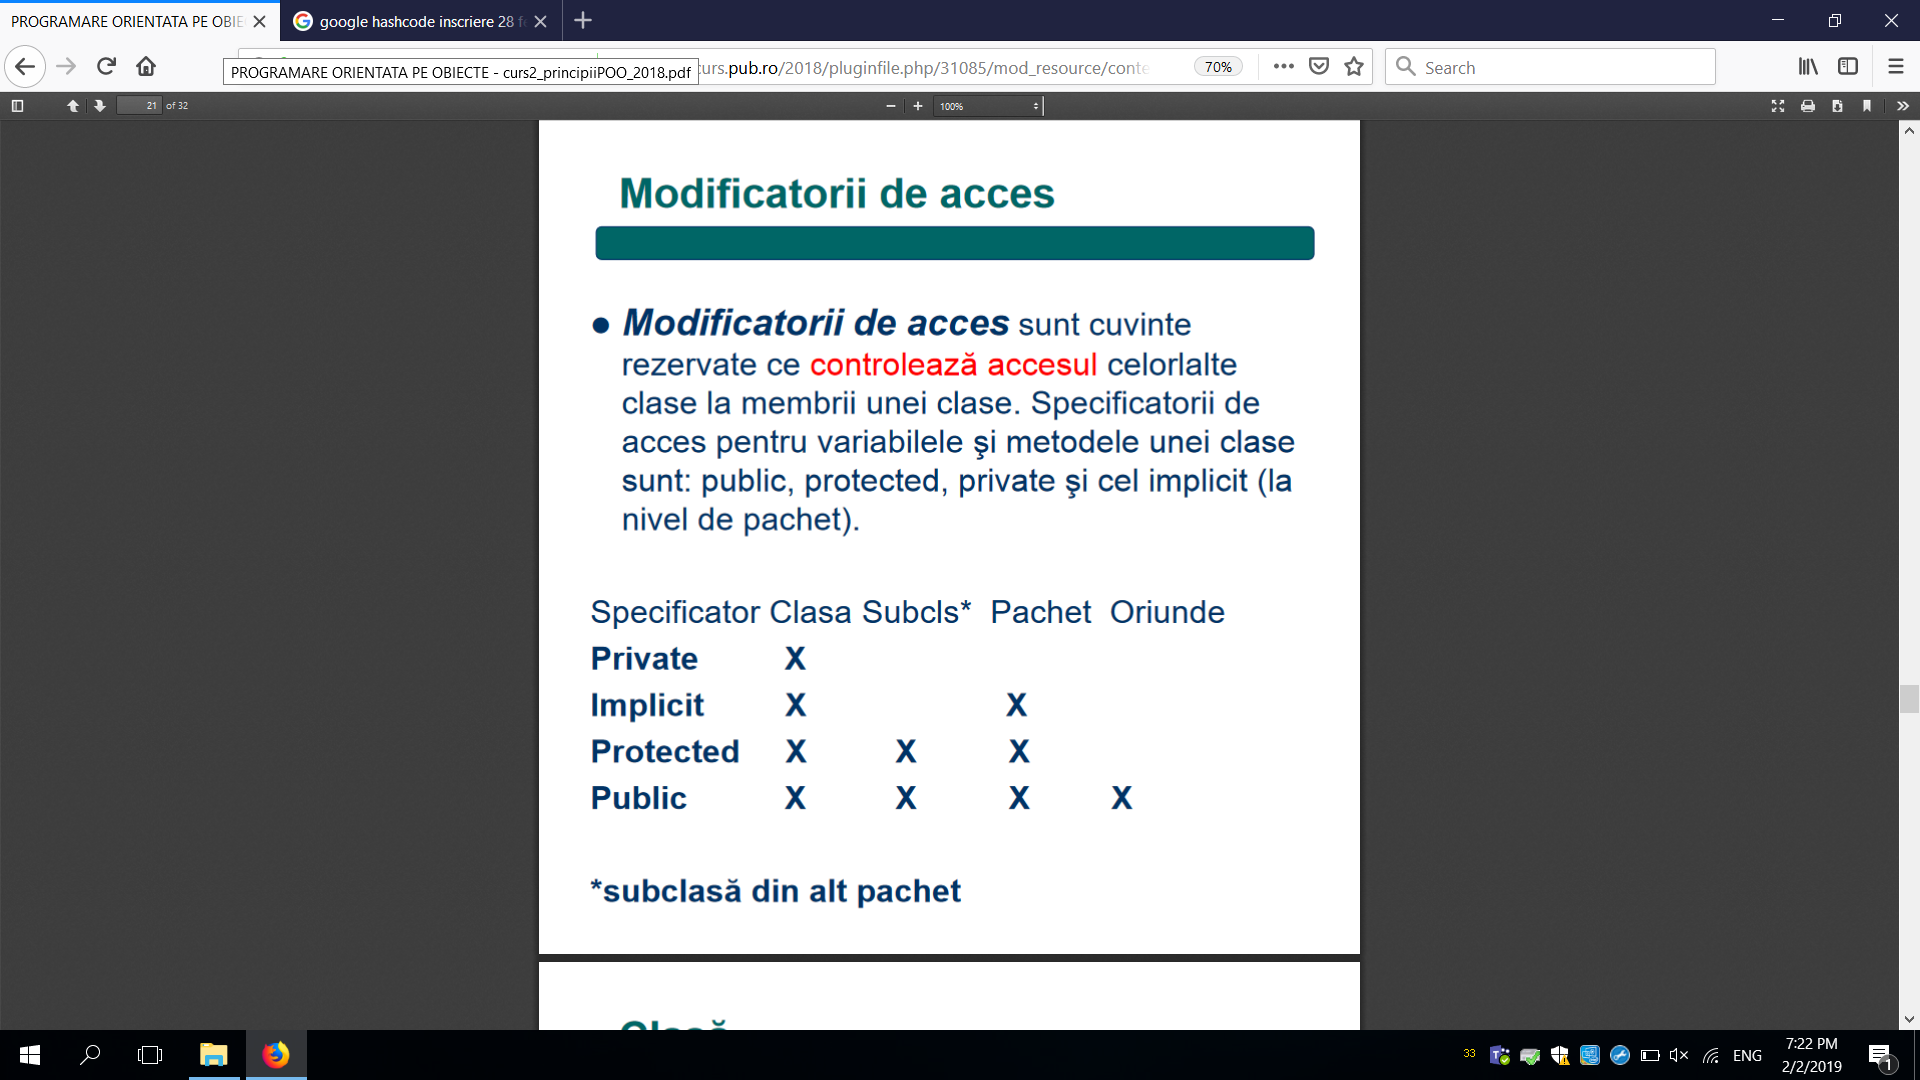 PROGRAMARE ORIENTATA PE OBIE
google hashcode inscriere 28 f
PROGRAMARE ORIENTATA PE OBIECTE - curs2_principiiPOO_2018.pdf
curs.pub.ro/2018/pluginfile.php/31085/mod_resource/conte
70%
Search
21 of 32
100%
Modificatorii de acces
● Modificatorii de acces sunt cuvinte
rezervate ce controlează accesul celorlalte
clase la membrii unei clase. Specificatorii de
acces pentru variabilele şi metodele unei clase
sunt: public, protected, private şi cel implicit (la
nivel de pachet).
Specificator Clasa Subcls* Pachet Oriunde
Private X
Implicit X X
Protected X X X
Public X X X X
*subclasă din alt pachet
Clasă
33
ENG
7:22 PM
2/2/2019
1